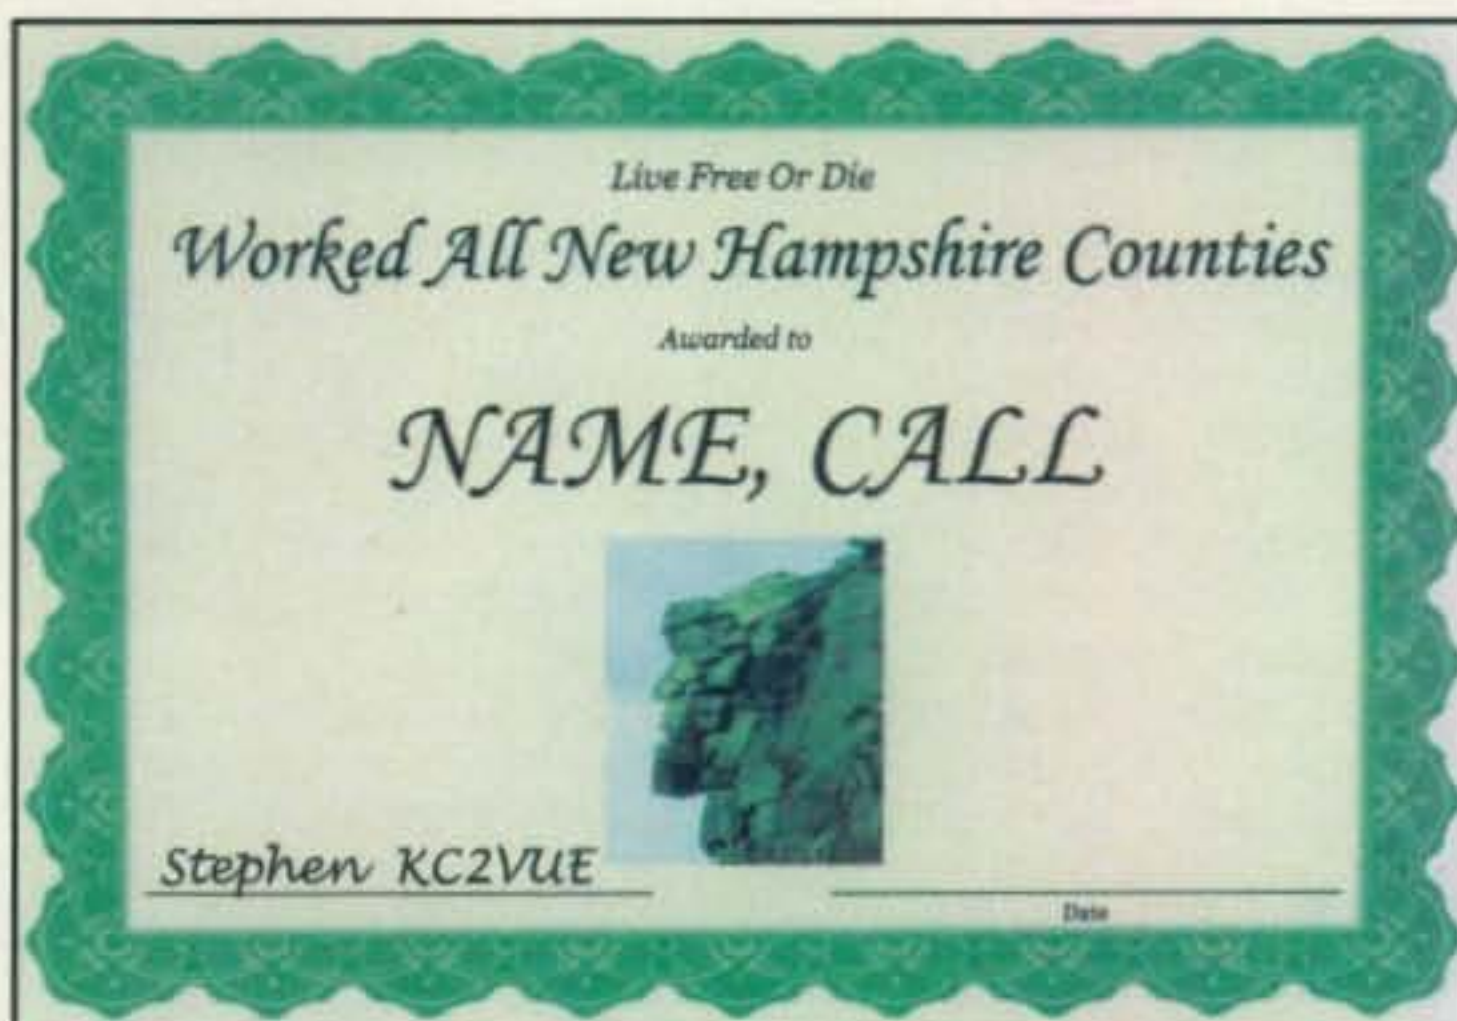 Live Free Or Die
Worked All New Hampshire Counties
Awarded to
NAME, CALL
Stephen KC2VUE
Date